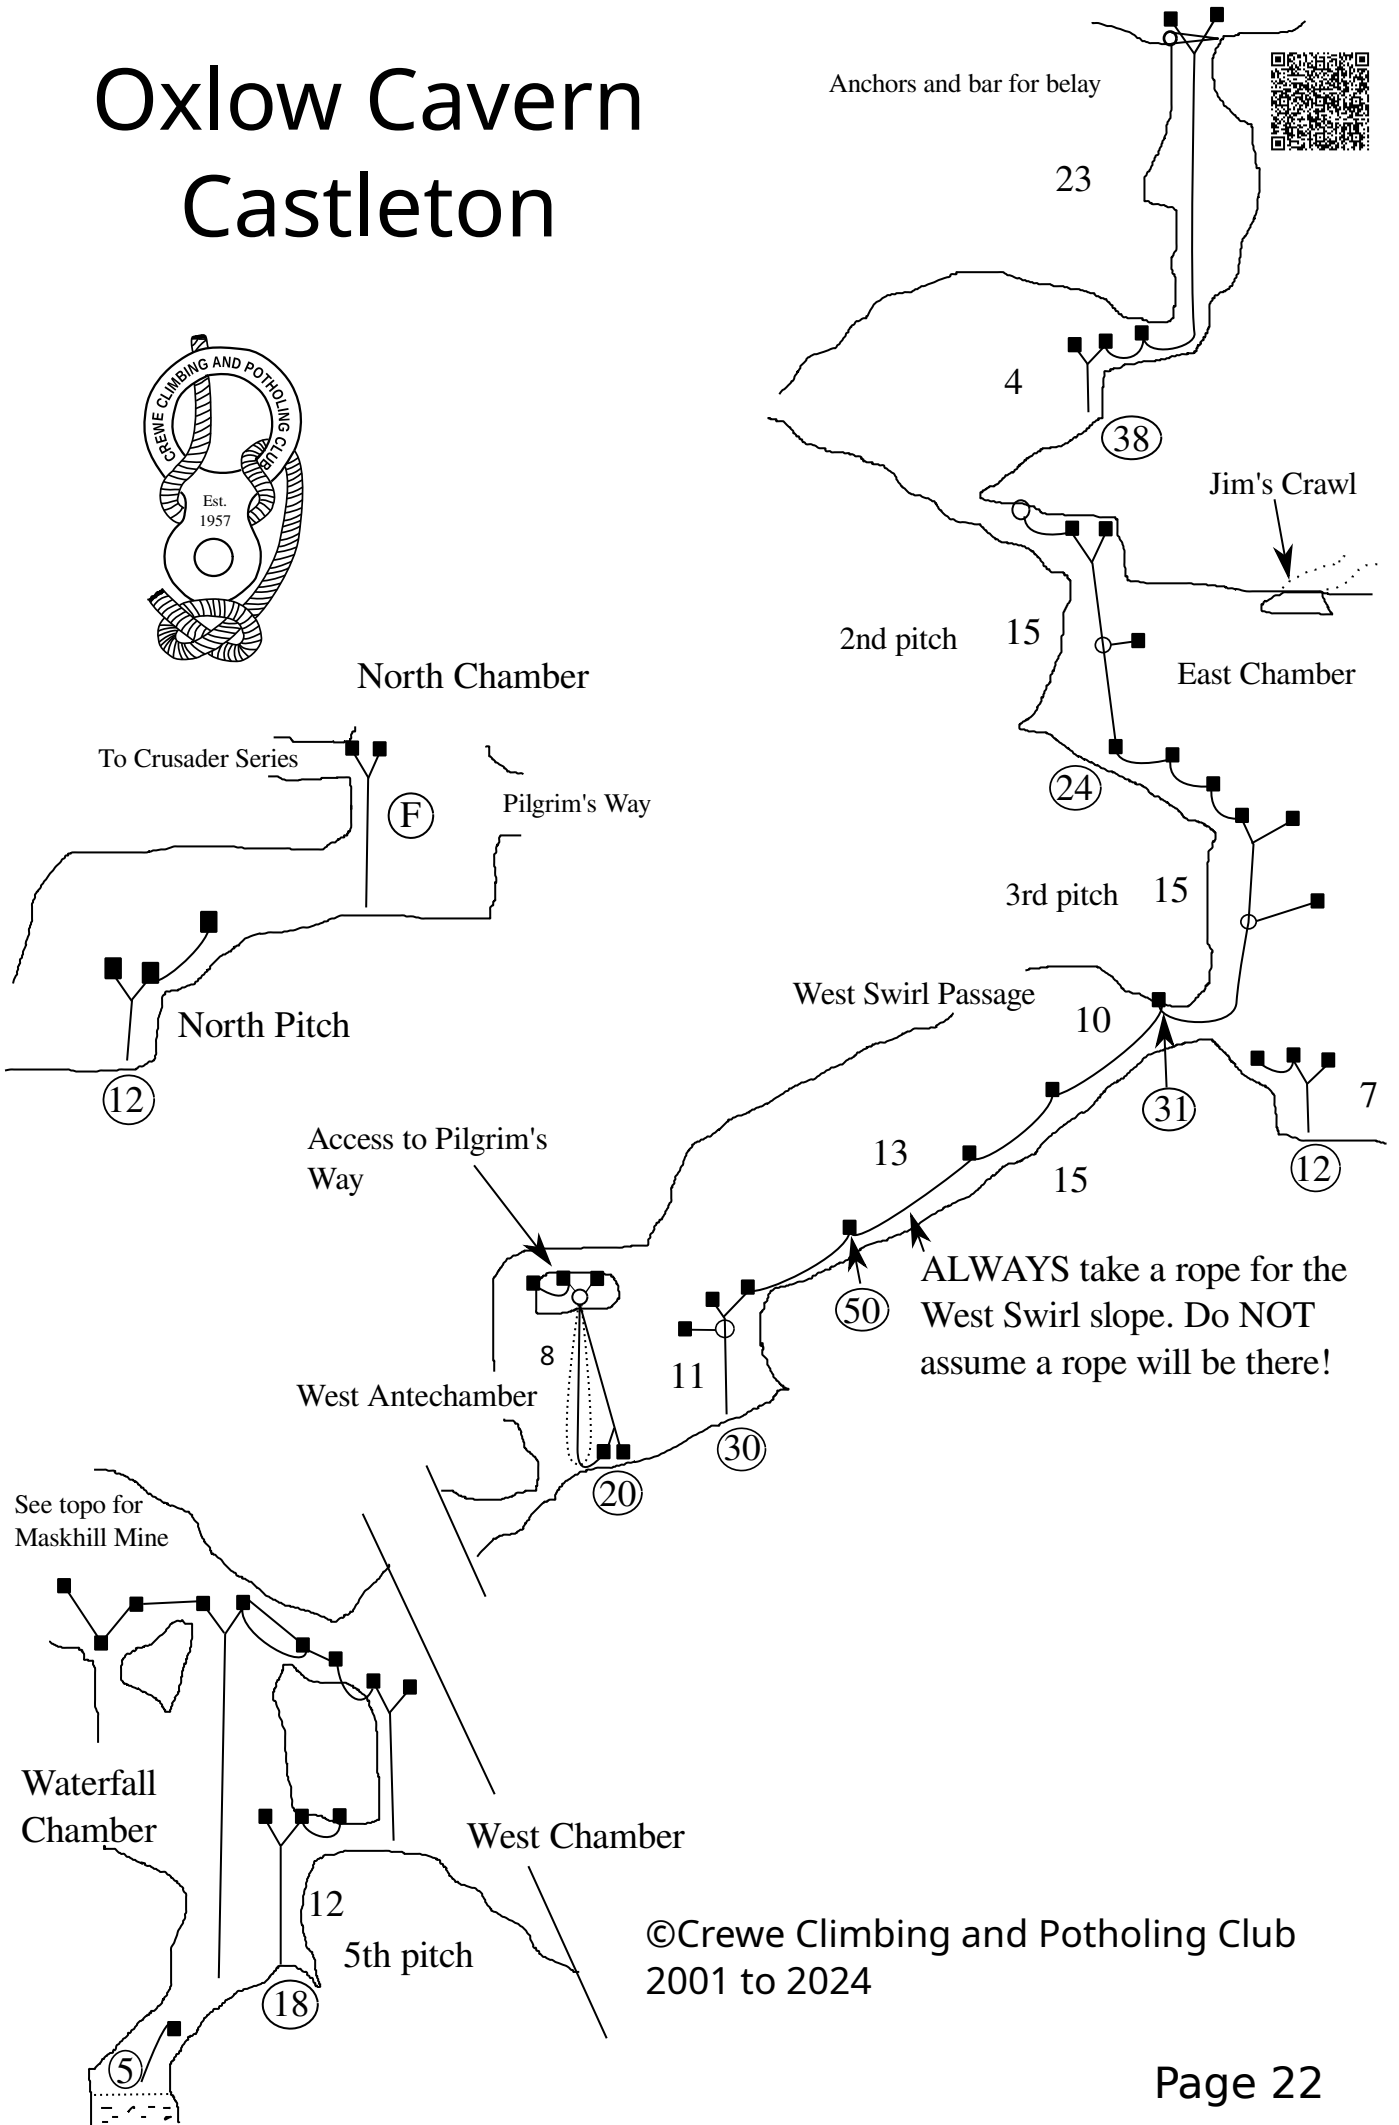 Oxlow Cavern
Castleton
Anchors and bar for belay
23
CREWE CLIMBING AND POTHOLING CLUB
Est.
1957
4
38
Jim's Crawl
2nd pitch
15
East Chamber
24
North Chamber
To Crusader Series
F
Pilgrim's Way
3rd pitch
15
West Swirl Passage
10
North Pitch
12
31
7
12
Access to Pilgrim's
Way
13
15
ALWAYS take a rope for the
West Swirl slope. Do NOT
assume a rope will be there!
50
8
11
West Antechamber
30
20
See topo for
Maskhill Mine
Waterfall
Chamber
West Chamber
12
5th pitch
18
5
©Crewe Climbing and Potholing Club
2001 to 2024
Page 22